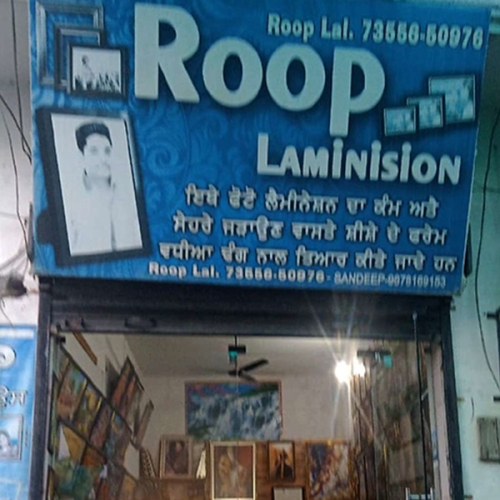 Roop Lal. 73556-50976
ROOP
LAMINISION
ਇਥੇ ਫੋਟੋ ਲੈਮੀਨੇਸ਼ਨ ਦਾ ਕੰਮ ਅਤੇ
ਸੇਹਰੇ ਜੜਾਉਣ ਵਾਸਤੇ ਸ਼ੀਸ਼ੇ ਦੇ ਫਰੇਮ
ਵਧੀਆ ਢੰਗ ਨਾਲ ਤਿਆਰ ਕੀਤੇ ਜਾਂਦੇ ਹਨ
Roop Lal. 73556-50976 - SANDEEP-9878169153